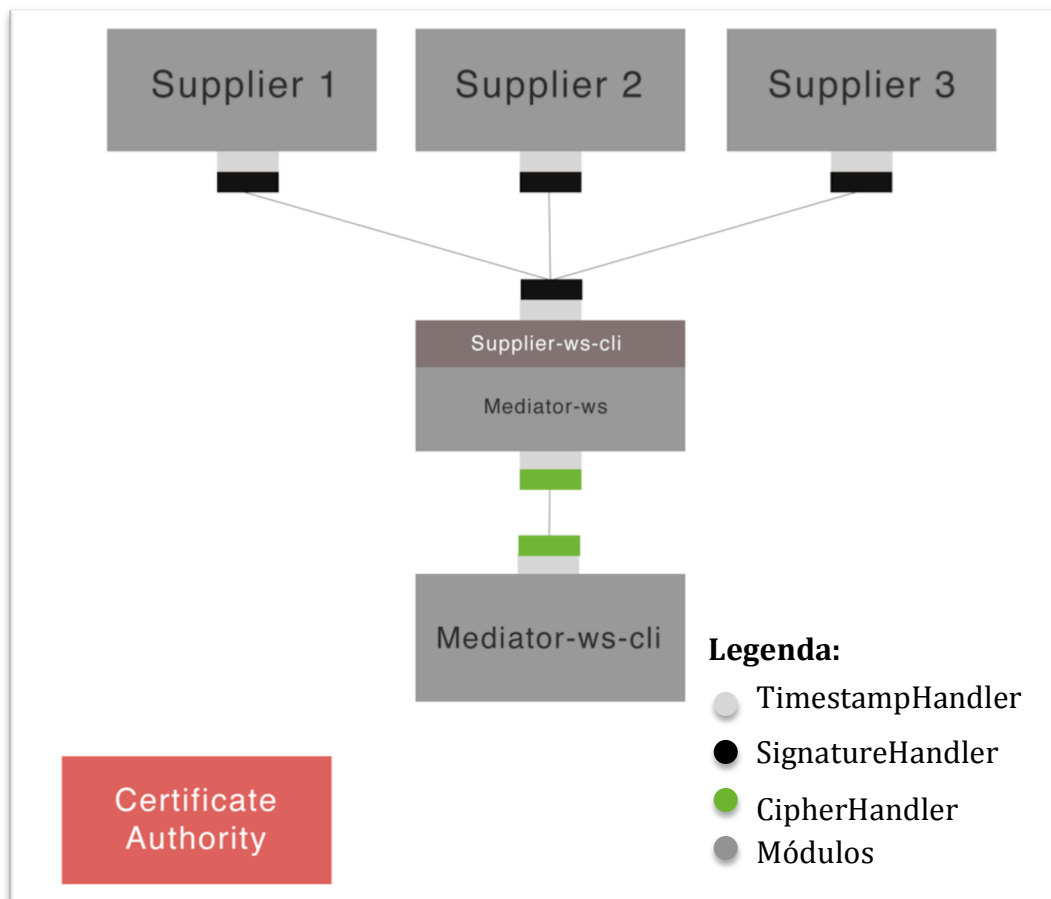 Supplier 1
Supplier 2
Supplier 3
Supplier-ws-cli
Mediator-ws
Mediator-ws-cli
Legenda:
TimestampHandler
SignatureHandler
CipherHandler
Módulos
Certificate
Authority